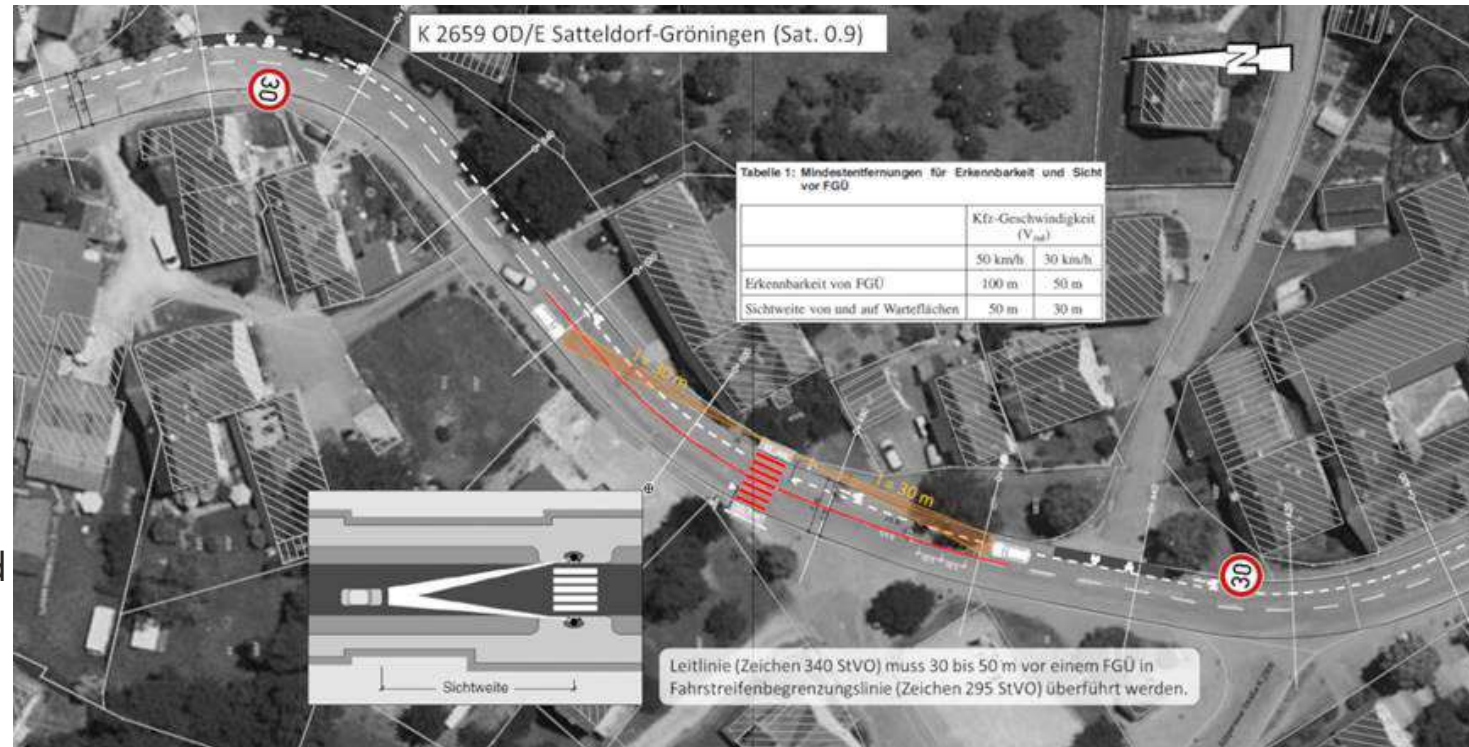 K 2659 OD/E Satteldorf-Gröningen (Sat. 0.9)
N
30
Tabelle 1: Mindestentfernungen für Erkennbarkeit und Sicht
vor FGÜ
Kfz-Geschwindigkeit
(Vzul)
50 km/h 30 km/h
Erkennbarkeit von FGÜ 100 m 50 m
Sichtweite von und auf Warteflächen 50 m 30 m
l = 30 m
l = 30 m
30
Sichtweite
Leitlinie (Zeichen 340 StVO) muss 30 bis 50 m vor einem FGÜ in
Fahrstreifenbegrenzungslinie (Zeichen 295 StVO) überführt werden.